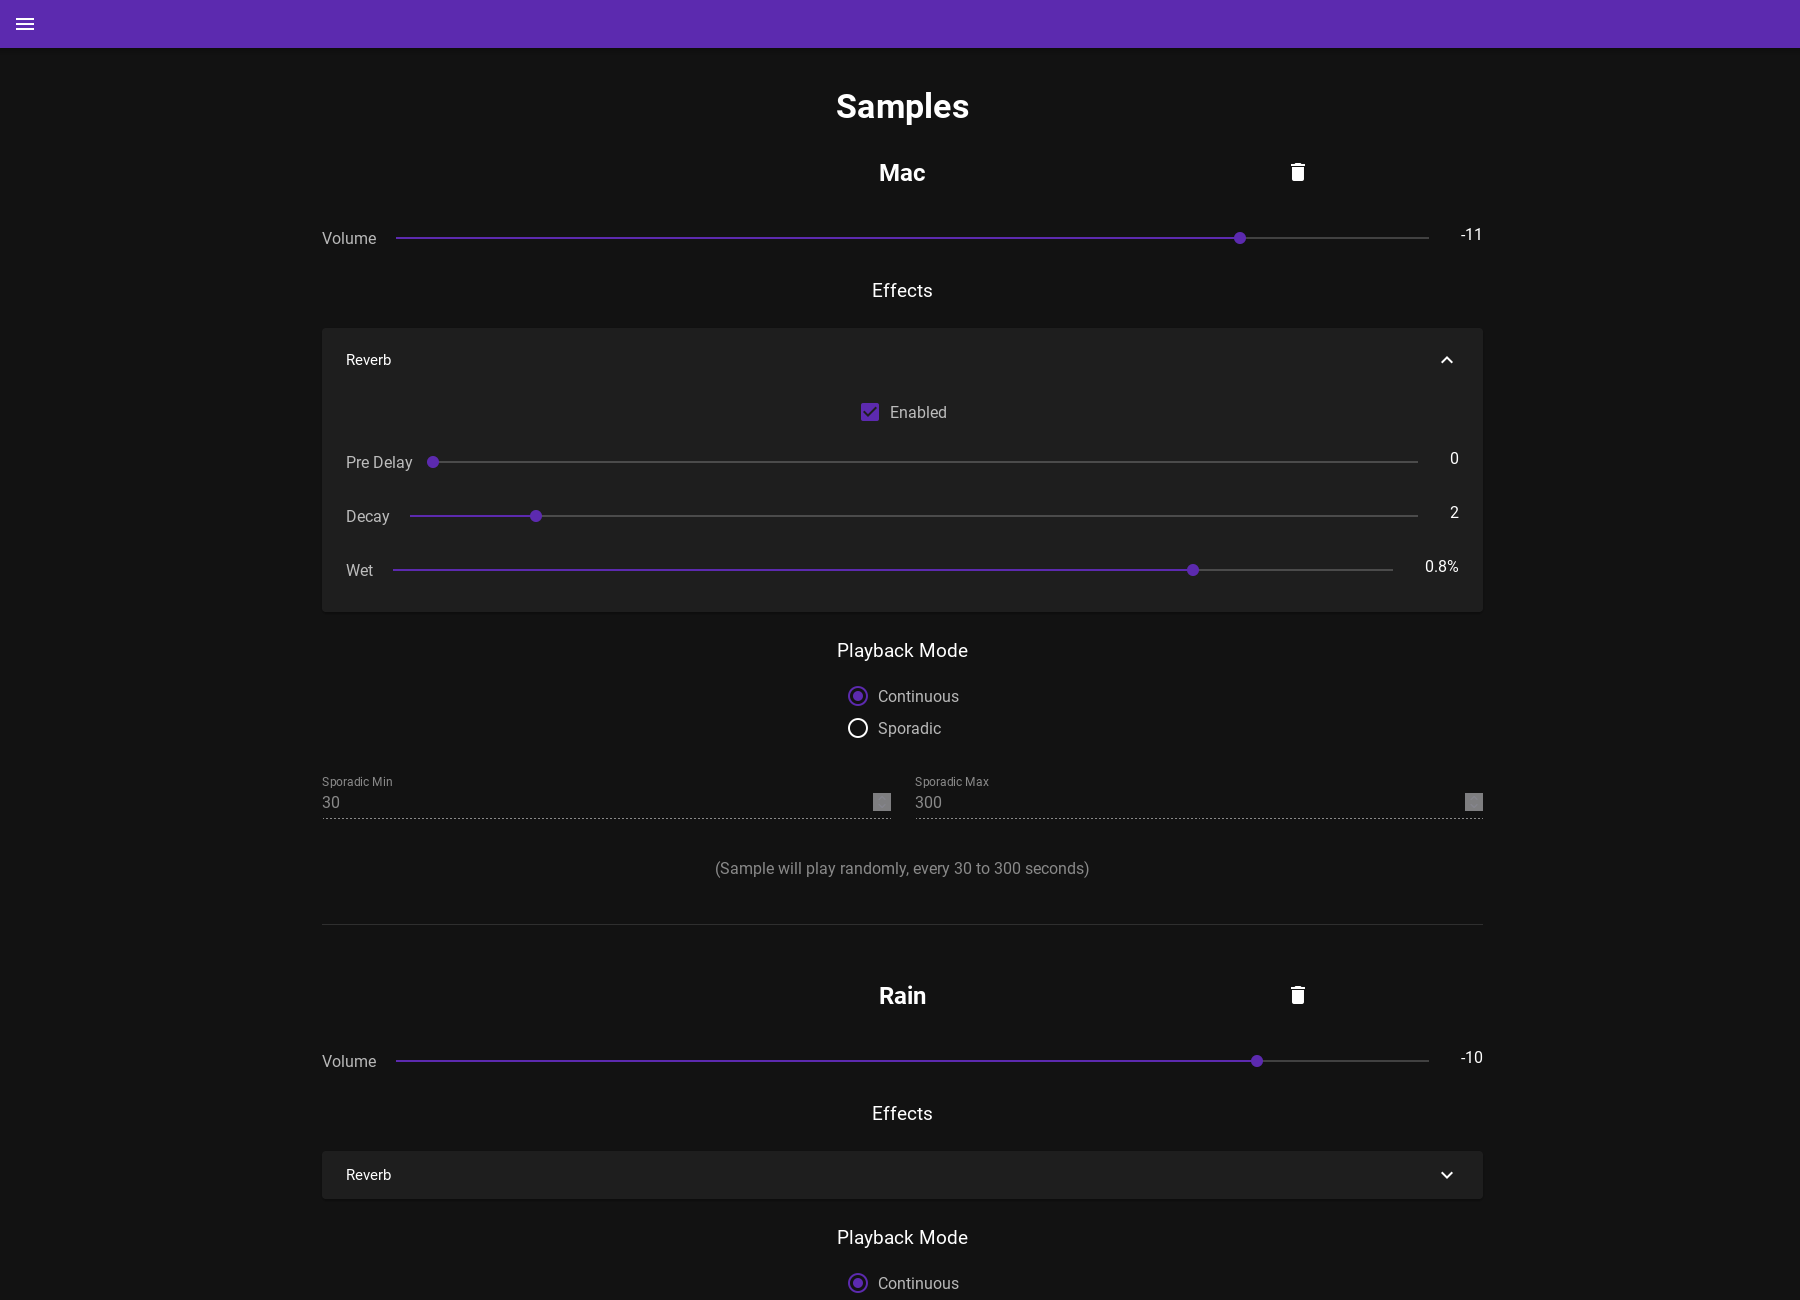 Samples
Mac
Volume -11
Effects
Reverb
Enabled
Pre Delay 0
Decay 2
Wet 0.8%
Playback Mode
Continuous
Sporadic
Sporadic Min Sporadic Max
30 300
(Sample will play randomly, every 30 to 300 seconds)
Rain
Volume -10
Effects
Reverb
Playback Mode
Continuous